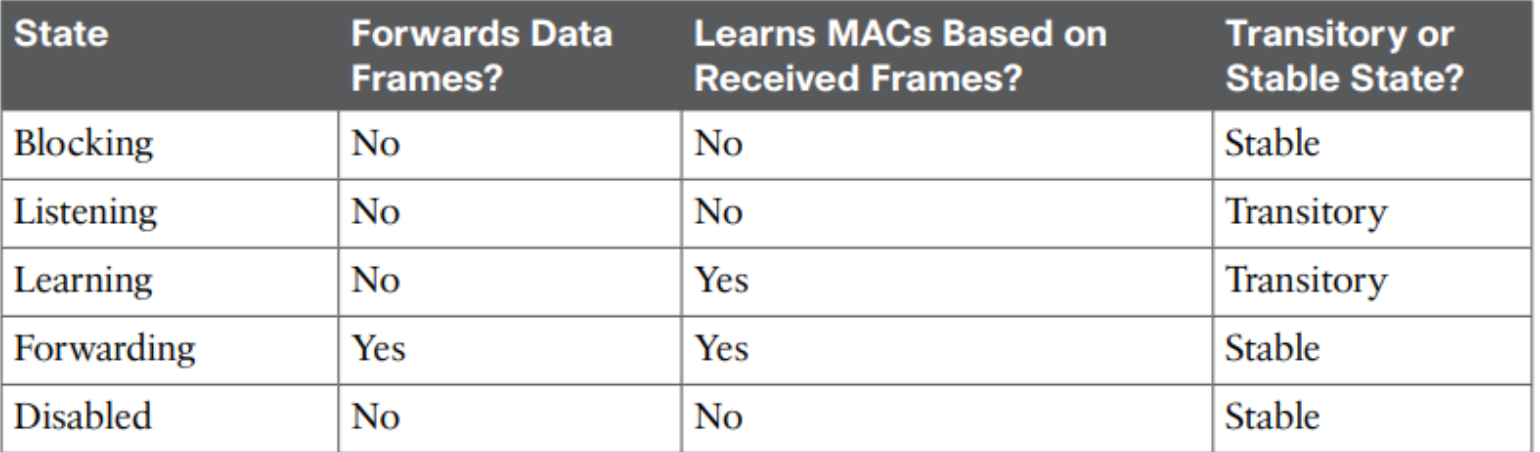 State Forwards Data Frames? Learns MACs Based on Received Frames? Transitory or Stable State?
Blocking No No Stable
Listening No No Transitory
Learning No Yes Transitory
Forwarding Yes Yes Stable
Disabled No No Stable